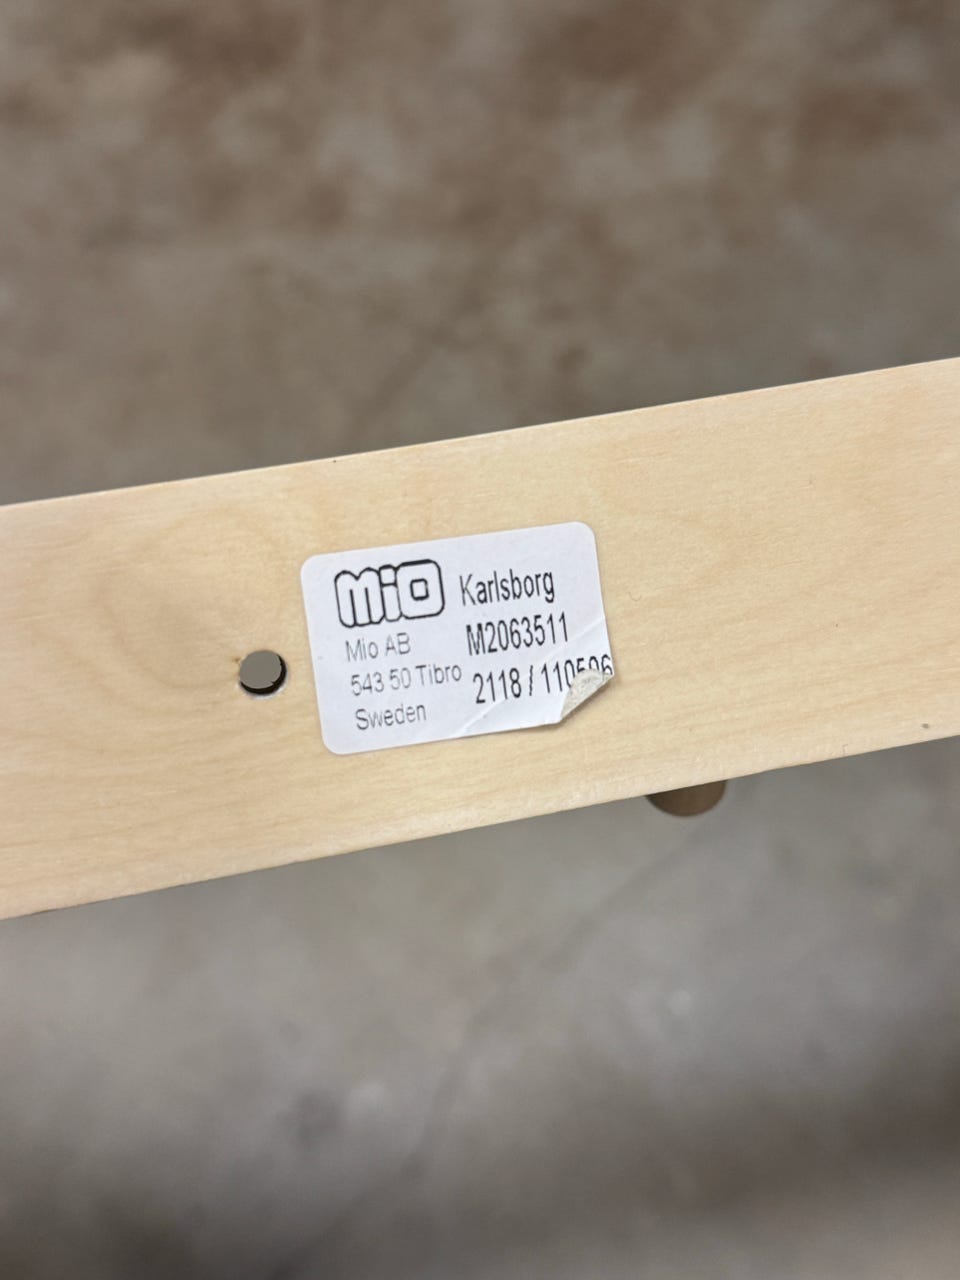 mio Karlsborg
Mio AB M2063511
543 50 Tibro 2118 / 110506
Sweden